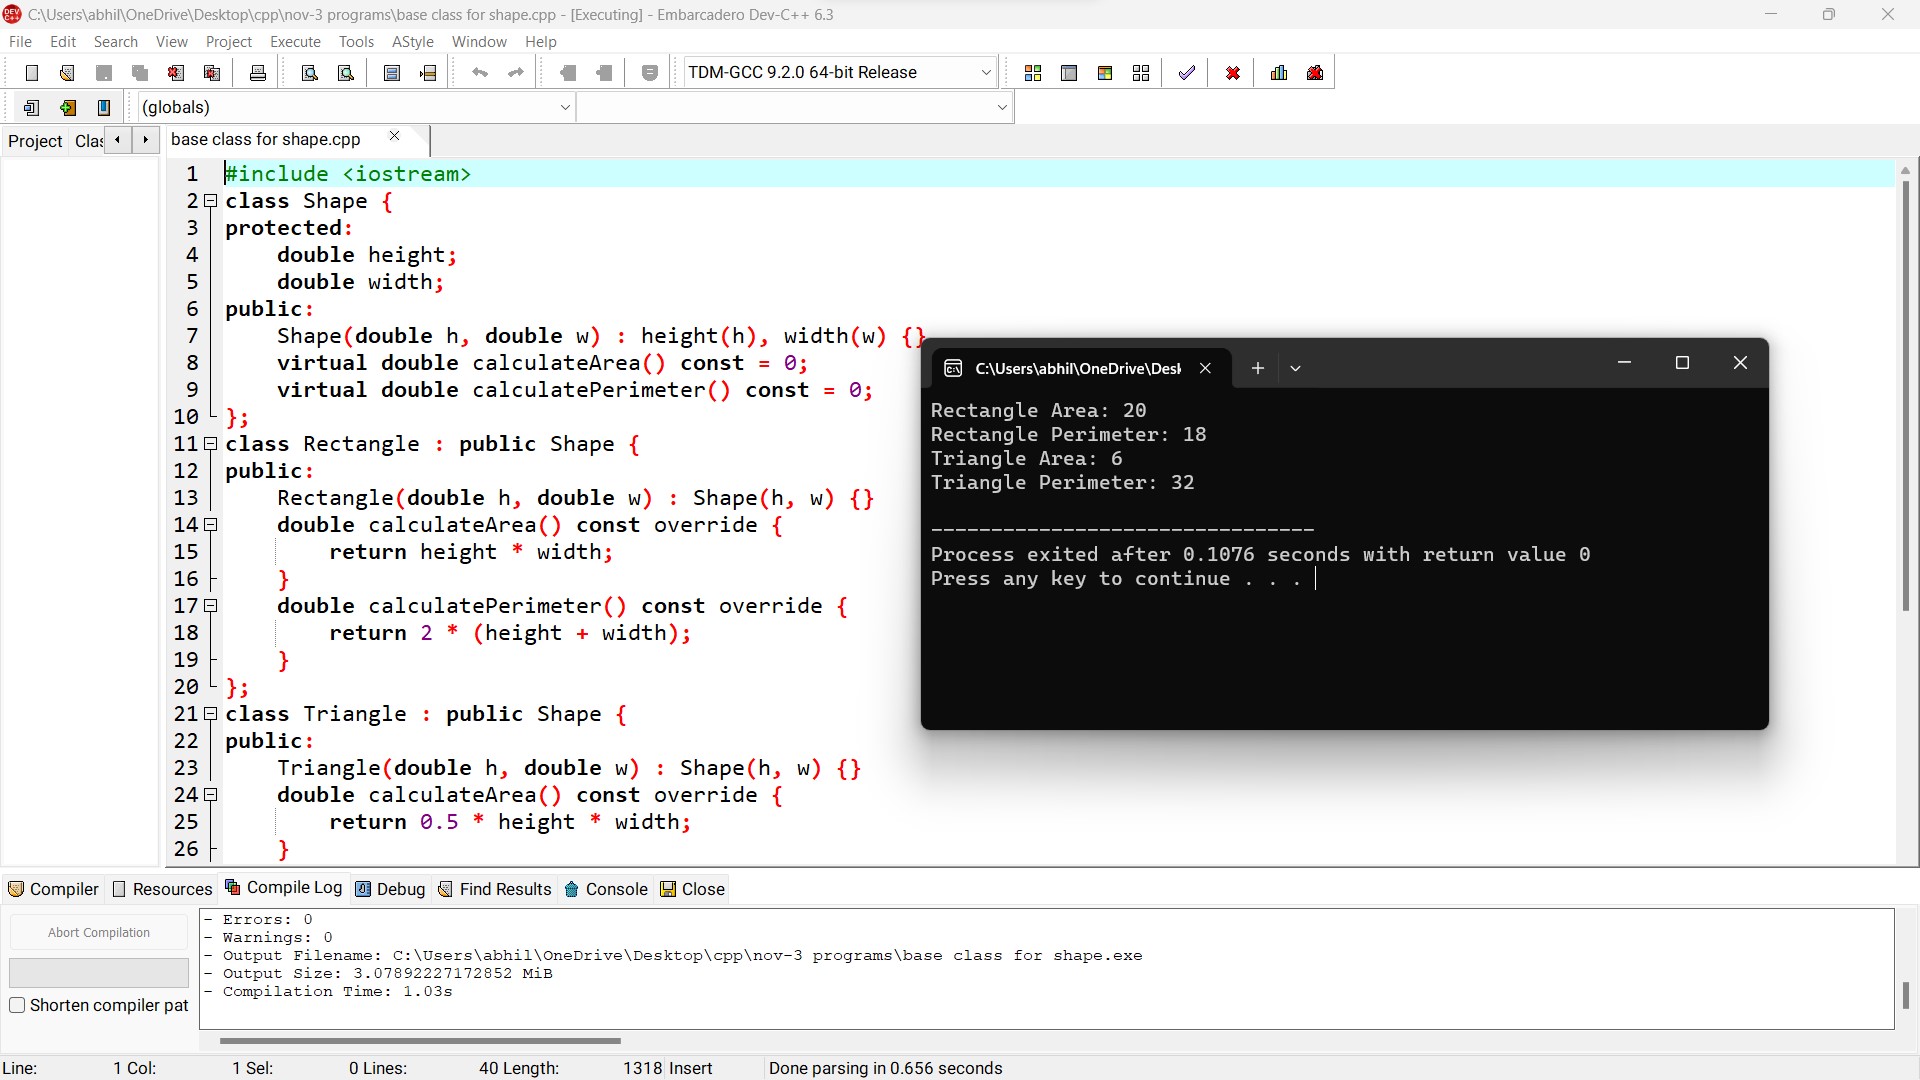 C:\Users\abhil\OneDrive\Desktop\cpp\nov-3 programs\base class for shape.cpp - [Executing] - Embarcadero Dev-C++ 6.3
File Edit Search View Project Execute Tools AStyle Window Help
TDM-GCC 9.2.0 64-bit Release
(globals)
Project Clas
base class for shape.cpp
1 #include <iostream>
2 class Shape {
3 protected:
4     double height;
5     double width;
6 public:
7     Shape(double h, double w) : height(h), width(w) {}
8     virtual double calculateArea() const = 0;
9     virtual double calculatePerimeter() const = 0;
10 };
11 class Rectangle : public Shape {
12 public:
13     Rectangle(double h, double w) : Shape(h, w) {}
14     double calculateArea() const override {
15         return height * width;
16     }
17     double calculatePerimeter() const override {
18         return 2 * (height + width);
19     }
20 };
21 class Triangle : public Shape {
22 public:
23     Triangle(double h, double w) : Shape(h, w) {}
24     double calculateArea() const override {
25         return 0.5 * height * width;
26     }
C:\Users\abhil\OneDrive\Desk
Rectangle Area: 20
Rectangle Perimeter: 18
Triangle Area: 6
Triangle Perimeter: 32
--------------------------------
Process exited after 0.1076 seconds with return value 0
Press any key to continue . . .
Compiler Resources Compile Log Debug Find Results Console Close
Abort Compilation
Shorten compiler pat
- Errors: 0
- Warnings: 0
- Output Filename: C:\Users\abhil\OneDrive\Desktop\cpp\nov-3 programs\base class for shape.exe
- Output Size: 3.07892227172852 MiB
- Compilation Time: 1.03s
Line: 1 Col: 1 Sel: 0 Lines: 40 Length: 1318 Insert Done parsing in 0.656 seconds